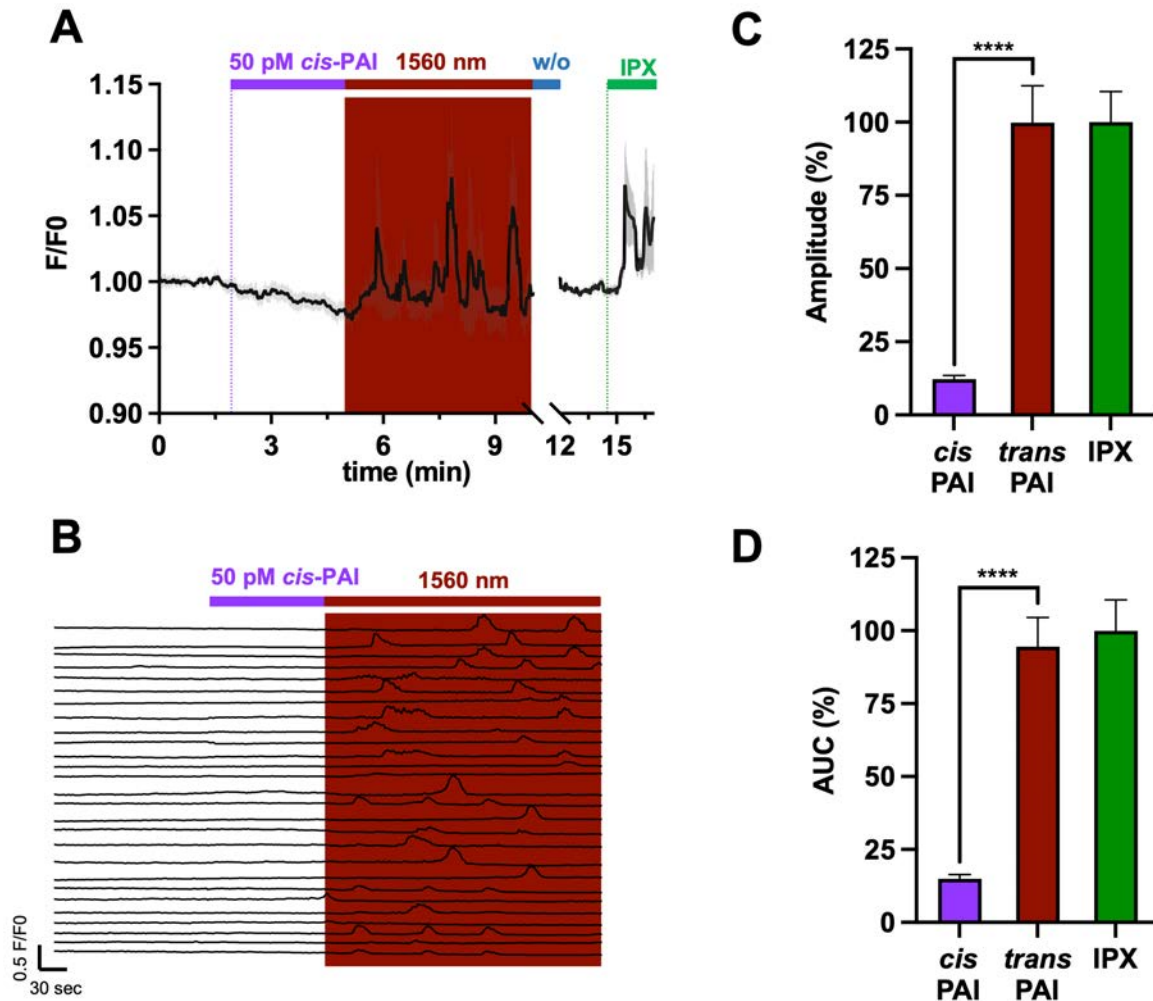 A
50 pM cis-PAI
1560 nm
w/o
IPX
1.15
1.10
1.05
1.00
0.95
0.90
F/F0
0
3
6
9
12
15
time (min)
B
50 pM cis-PAI
1560 nm
0.5 F/F0
30 sec
C
****
125
100
75
50
25
0
Amplitude (%)
cis
PAI
trans
PAI
IPX
D
****
125
100
75
50
25
0
AUC (%)
cis
PAI
trans
PAI
IPX